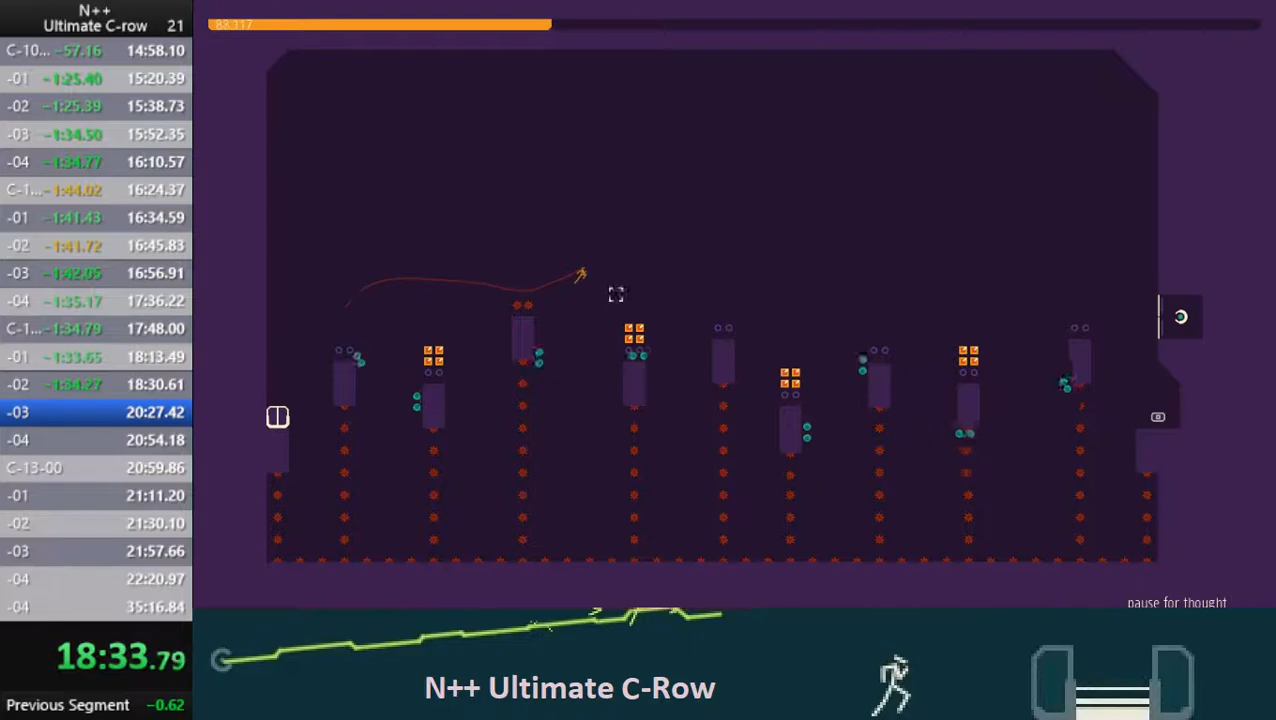 N++
Ultimate C-row 21
C-10... -57.16 14:58.10
-01 -1:25.40 15:20.39
-02 -1:25.39 15:38.73
-03 -1:34.50 15:52.35
-04 -1:34.77 16:10.57
C-1... -1:44.02 16:24.37
-01 -1:41.43 16:34.59
-02 -1:41.72 16:45.83
-03 -1:42.05 16:56.91
-04 -1:35.17 17:36.22
C-1... -1:34.79 17:48.00
-01 -1:33.65 18:13.49
-02 -1:34.27 18:30.61
-03 20:27.42
-04 20:54.18
C-13-00 20:59.86
-01 21:11.20
-02 21:30.10
-03 21:57.66
-04 22:20.97
-04 35:16.84
18:33.79
Previous Segment -0.62
83.117
pause for thought
N++ Ultimate C-Row